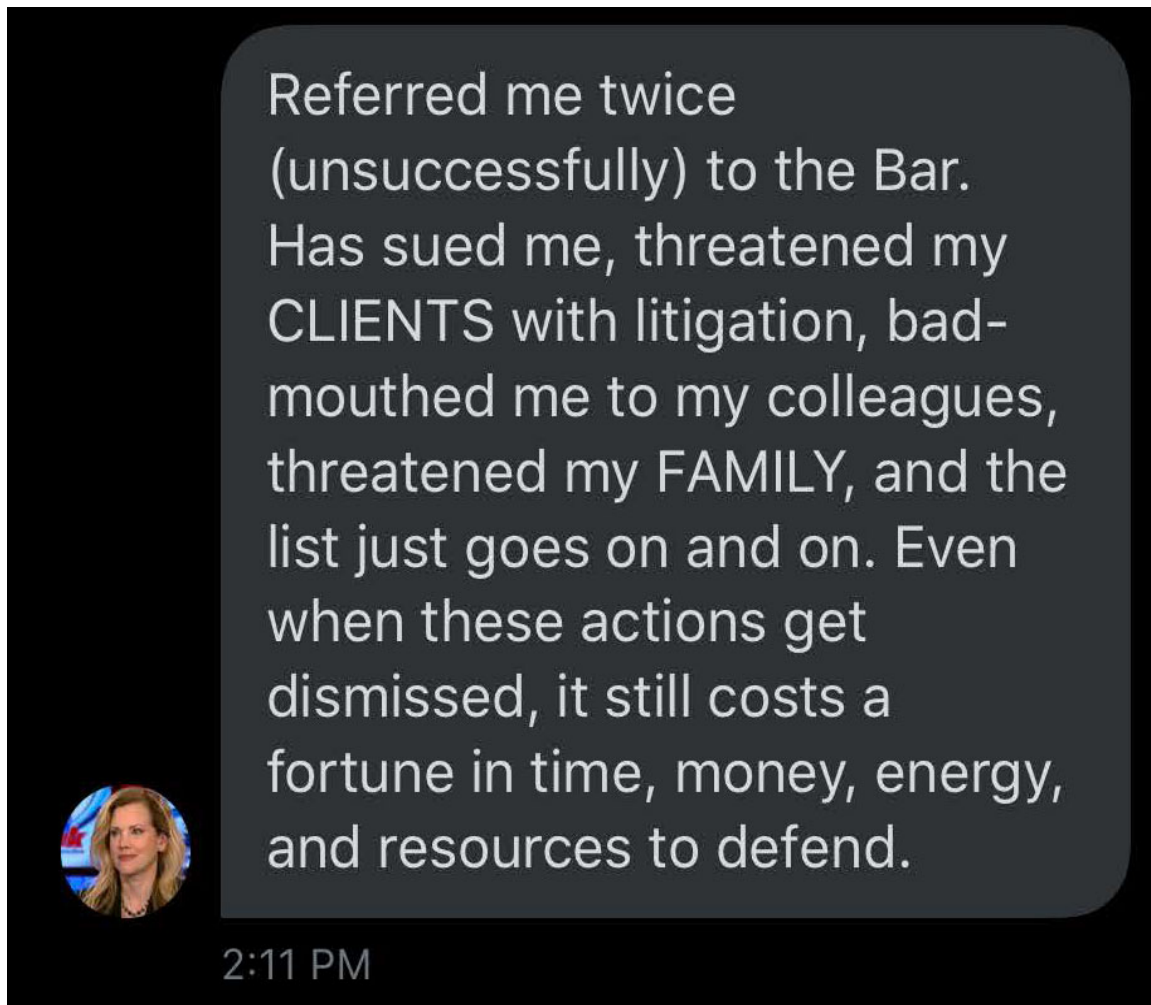 Referred me twice
(unsuccessfully) to the Bar.
Has sued me, threatened my
CLIENTS with litigation, bad-
mouthed me to my colleagues,
threatened my FAMILY, and the
list just goes on and on. Even
when these actions get
dismissed, it still costs a
fortune in time, money, energy,
and resources to defend.
2:11 PM